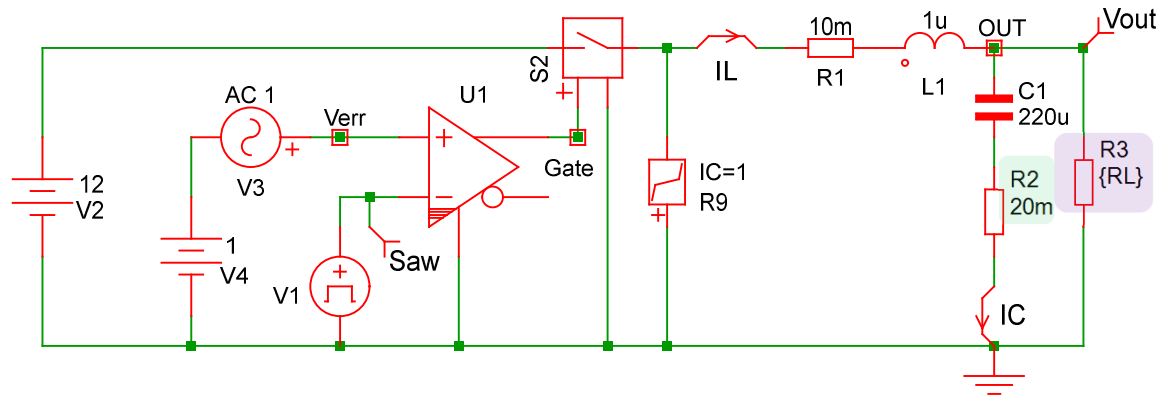 Vout
10m
1u
OUT
S2
IL
R1
L1
AC 1
U1
C1
220u
Verr
R3
{RL}
Gate
IC=1
R9
R2
20m
12
V2
V3
1
V4
Saw
V1
IC